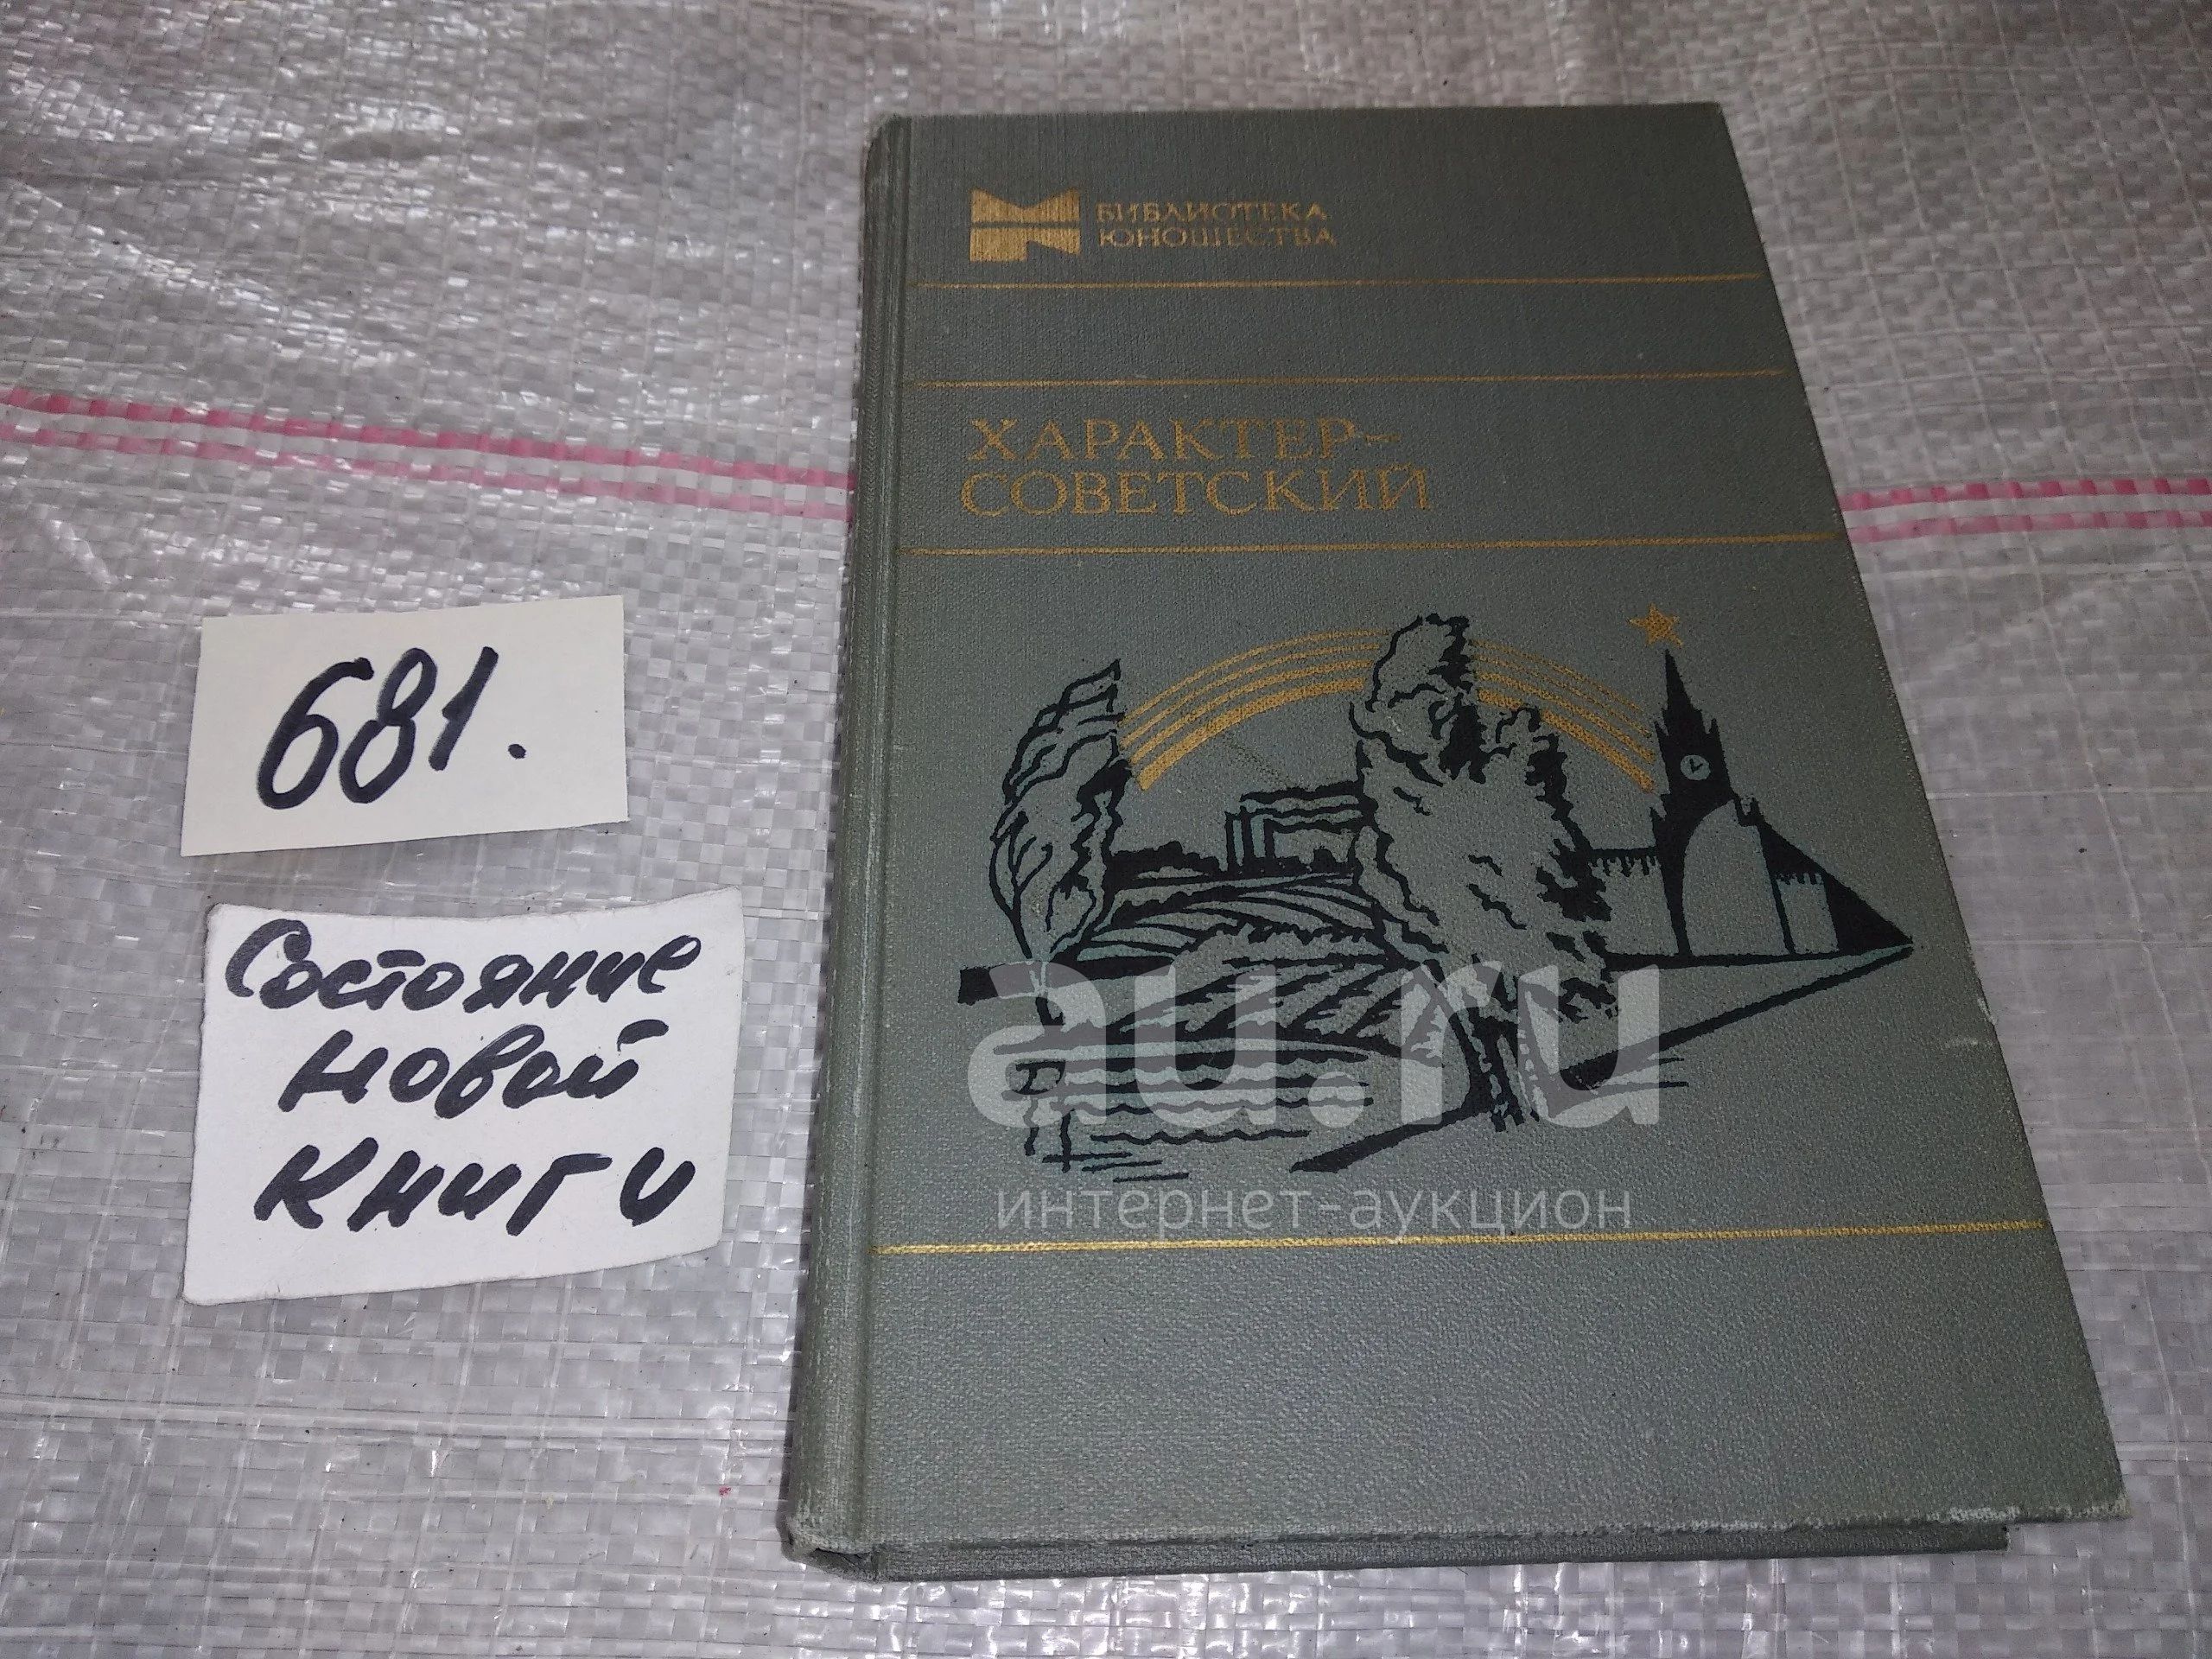 БИБЛИОТЕКА
ЮНОШЕСТВА
ХАРАКТЕР–
СОВЕТСКИЙ
681.
Состояние
новой
книги
au.ru
интернет-аукцион